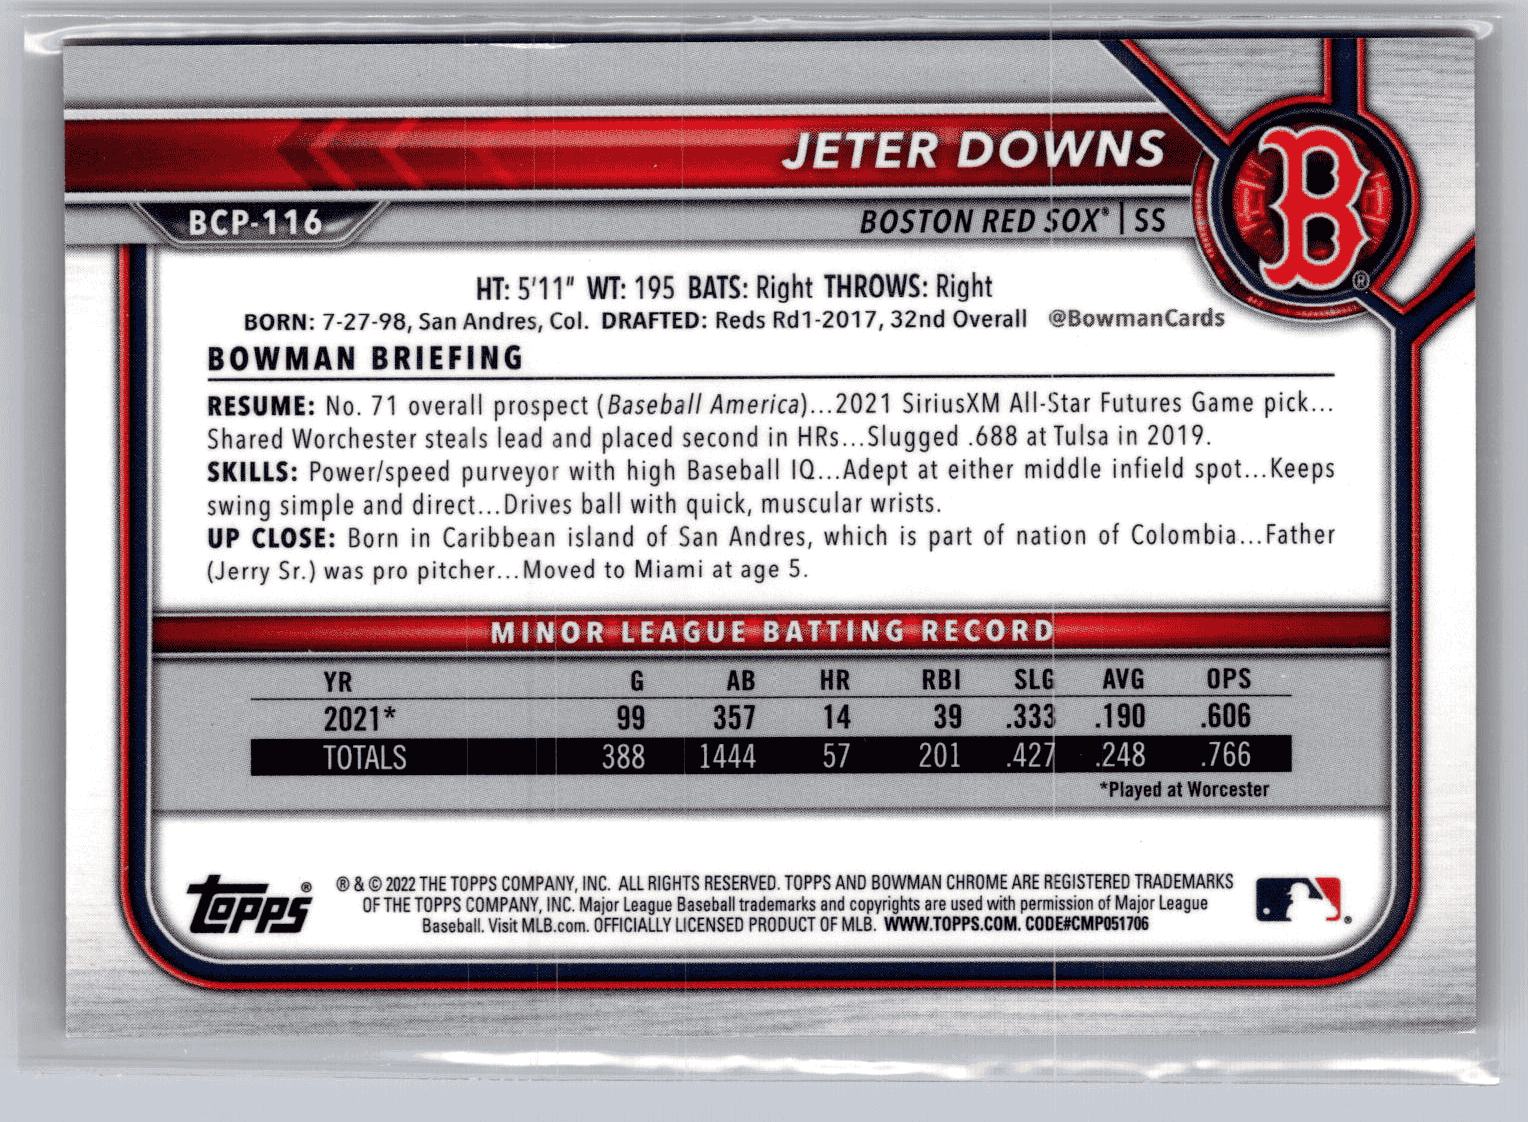 JETER DOWNS
BCP-116
BOSTON RED SOX® | SS
B®
HT: 5'11" WT: 195 BATS: Right THROWS: Right
BORN: 7-27-98, San Andres, Col. DRAFTED: Reds Rd1-2017, 32nd Overall @BowmanCards
BOWMAN BRIEFING
RESUME: No. 71 overall prospect (Baseball America)...2021 SiriusXM All-Star Futures Game pick...
Shared Worchester steals lead and placed second in HRs...Slugged .688 at Tulsa in 2019.
SKILLS: Power/speed purveyor with high Baseball IQ...Adept at either middle infield spot...Keeps
swing simple and direct...Drives ball with quick, muscular wrists.
UP CLOSE: Born in Caribbean island of San Andres, which is part of nation of Colombia...Father
(Jerry Sr.) was pro pitcher...Moved to Miami at age 5.
MINOR LEAGUE BATTING RECORD
YR G AB HR RBI SLG AVG OPS
2021* 99 357 14 39 .333 .190 .606
TOTALS 388 1444 57 201 .427 .248 .766
*Played at Worcester
TOPPS®
® & © 2022 THE TOPPS COMPANY, INC. ALL RIGHTS RESERVED. TOPPS AND BOWMAN CHROME ARE REGISTERED TRADEMARKS
OF THE TOPPS COMPANY, INC. Major League Baseball trademarks and copyrights are used with permission of Major League
Baseball. Visit MLB.com. OFFICIALLY LICENSED PRODUCT OF MLB. WWW.TOPPS.COM. CODE#CMP051706